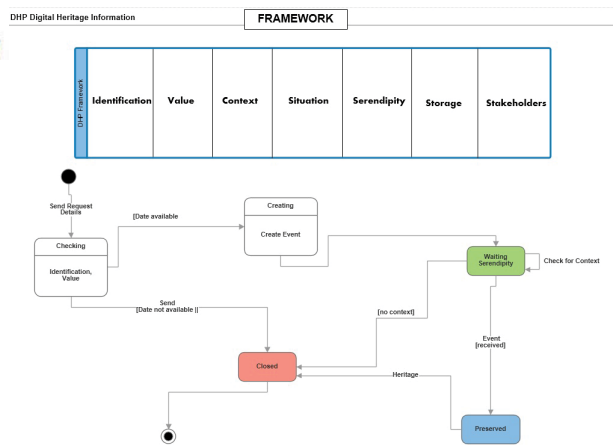 DHP Digital Heritage Information
FRAMEWORK
DHP Framework
Identification
Value
Context
Situation
Serendipity
Storage
Stakeholders
Send Request
Details
Checking
Identification,
Value
[Date available
Creating
Create Event
Waiting
Serendipity
Check for Context
Send
[Date not available ||
[no context]
Event
[received]
Closed
Heritage
Preserved